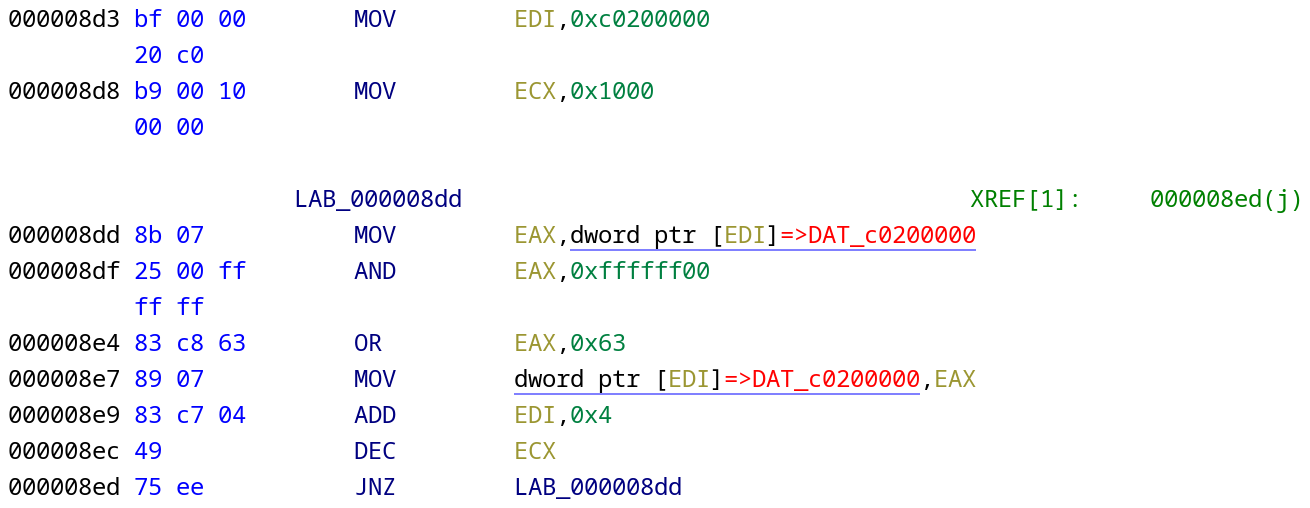 000008d3 bf 00 00 MOV EDI,0xc0200000
20 c0
000008d8 b9 00 10 MOV ECX,0x1000
00 00
LAB_000008dd XREF[1]: 000008ed(j)
000008dd 8b 07 MOV EAX,dword ptr [EDI]=>DAT_c0200000
000008df 25 00 ff AND EAX,0xffffff00
ff ff
000008e4 83 c8 63 OR EAX,0x63
000008e7 89 07 MOV dword ptr [EDI]=>DAT_c0200000,EAX
000008e9 83 c7 04 ADD EDI,0x4
000008ec 49 DEC ECX
000008ed 75 ee JNZ LAB_000008dd